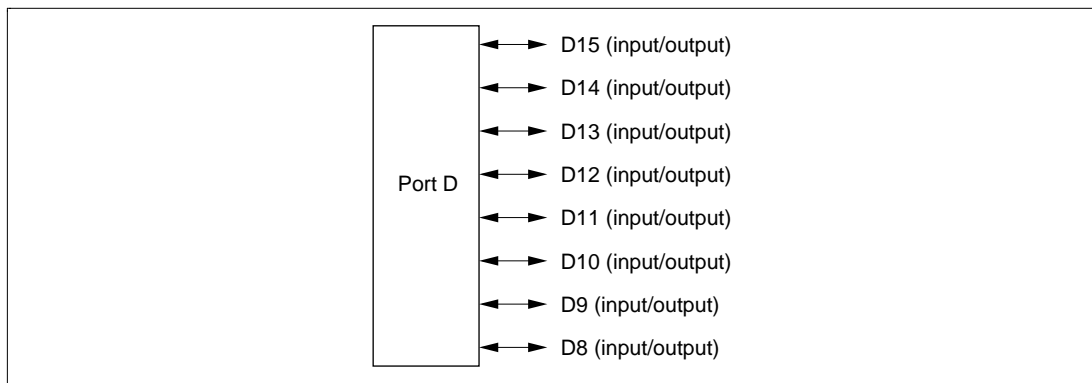 D15 (input/output)
D14 (input/output)
D13 (input/output)
D12 (input/output)
Port D
D11 (input/output)
D10 (input/output)
D9 (input/output)
D8 (input/output)